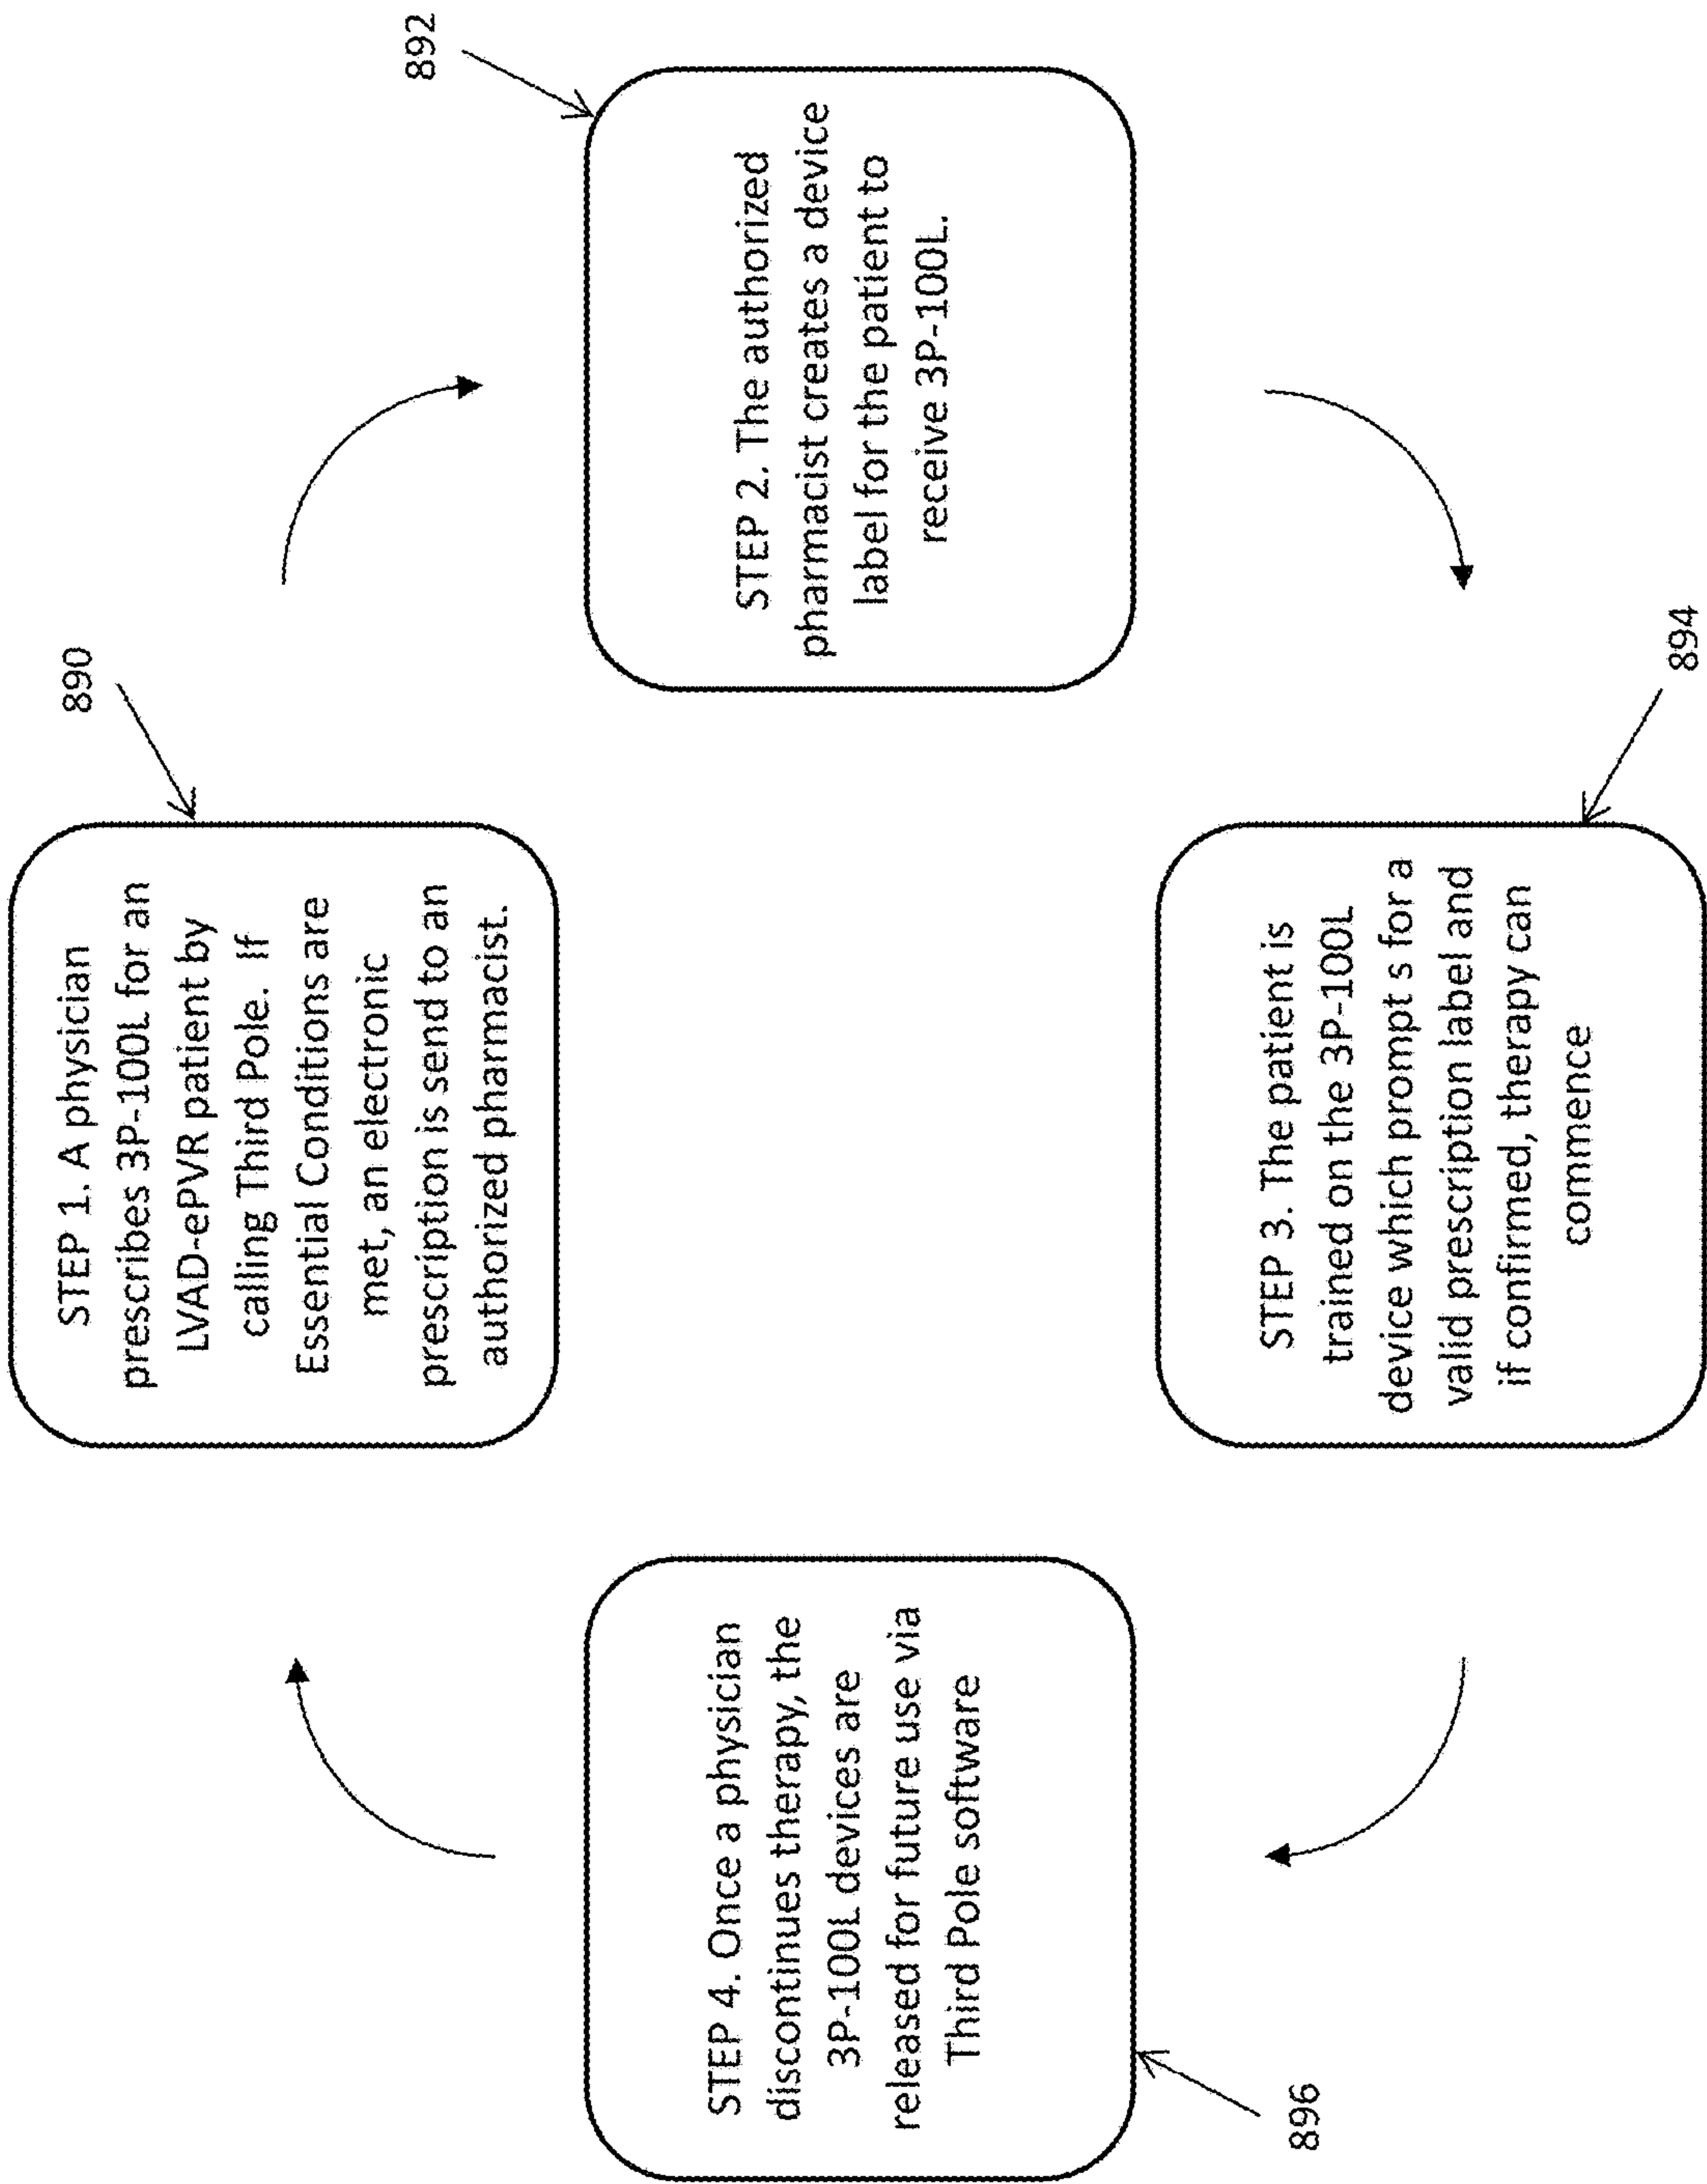 890
STEP 1. A physician
prescribes 3P-100L for an
LVAD-ePVR patient by
calling Third Pole. If
Essential Conditions are
met, an electronic
prescription is send to an
authorized pharmacist.
892
STEP 2. The authorized
pharmacist creates a device
label for the patient to
receive 3P-100L.
894
STEP 3. The patient is
trained on the 3P-100L
device which prompt s for a
valid prescription label and
if confirmed, therapy can
commence
896
STEP 4. Once a physician
discontinues therapy, the
3P-100L devices are
released for future use via
Third Pole software